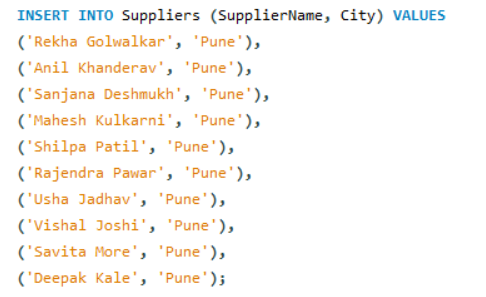 INSERT INTO Suppliers (SupplierName, City) VALUES
('Rekha Golwalkar', 'Pune'),
('Anil Khanderav', 'Pune'),
('Sanjana Deshmukh', 'Pune'),
('Mahesh Kulkarni', 'Pune'),
('Shilpa Patil', 'Pune'),
('Rajendra Pawar', 'Pune'),
('Usha Jadhav', 'Pune'),
('Vishal Joshi', 'Pune'),
('Savita More', 'Pune'),
('Deepak Kale', 'Pune');